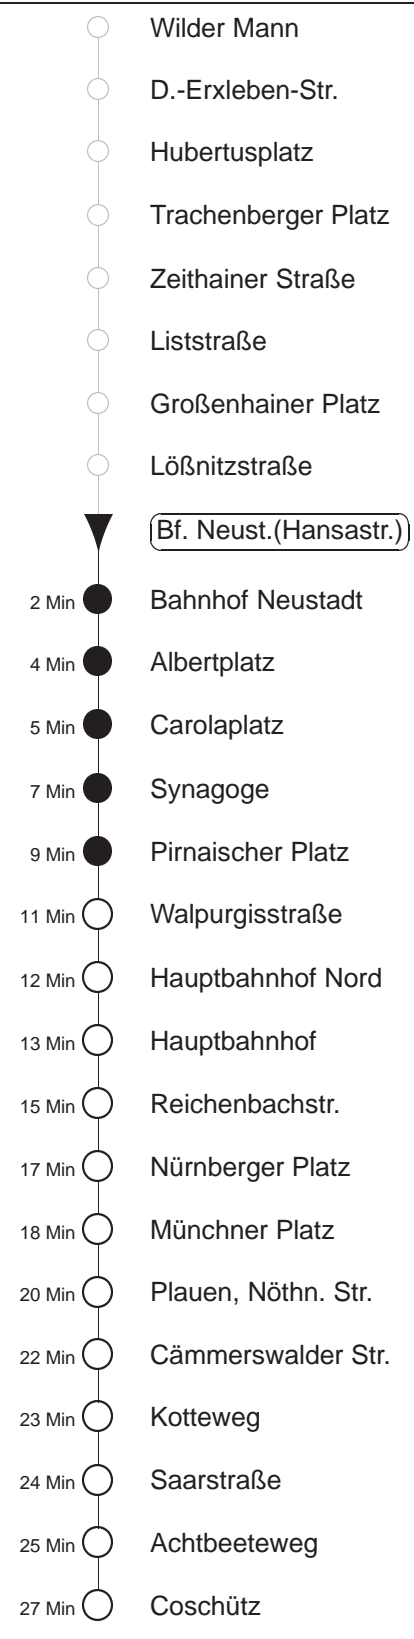 Wilder Mann
D.-Erxleben-Str.
Hubertusplatz
Trachenberger Platz
Zeithainer Straße
Liststraße
Großenhainer Platz
Lößnitzstraße
Bf. Neust.(Hansastr.)
2 Min Bahnhof Neustadt
4 Min Albertplatz
5 Min Carolaplatz
7 Min Synagoge
9 Min Pirnaischer Platz
11 Min Walpurgisstraße
12 Min Hauptbahnhof Nord
13 Min Hauptbahnhof
15 Min Reichenbachstr.
17 Min Nürnberger Platz
18 Min Münchner Platz
20 Min Plauen, Nöthn. Str.
22 Min Cämmerswalder Str.
23 Min Kotteweg
24 Min Saarstraße
25 Min Achtbeeteweg
27 Min Coschütz